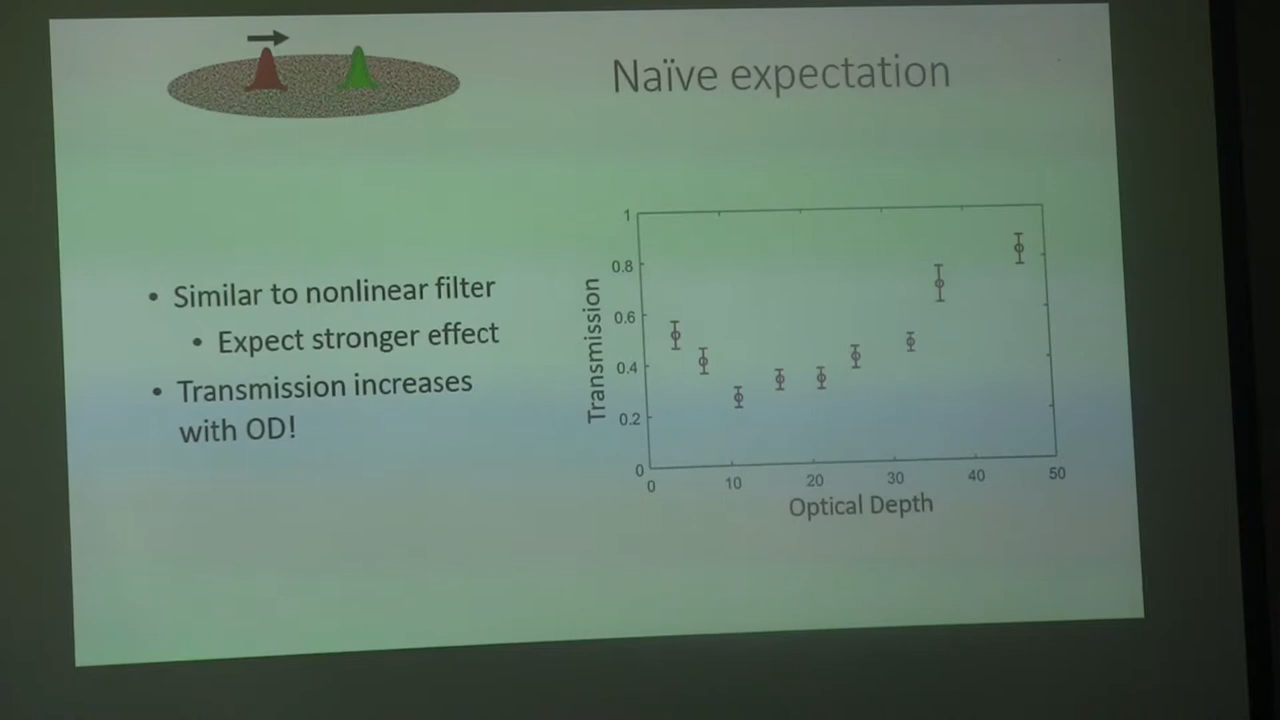 Naïve expectation
• Similar to nonlinear filter
• Expect stronger effect
• Transmission increases
with OD!
Transmission
1
0.8
0.6
0.4
0.2
0
0
10
20
30
40
50
Optical Depth